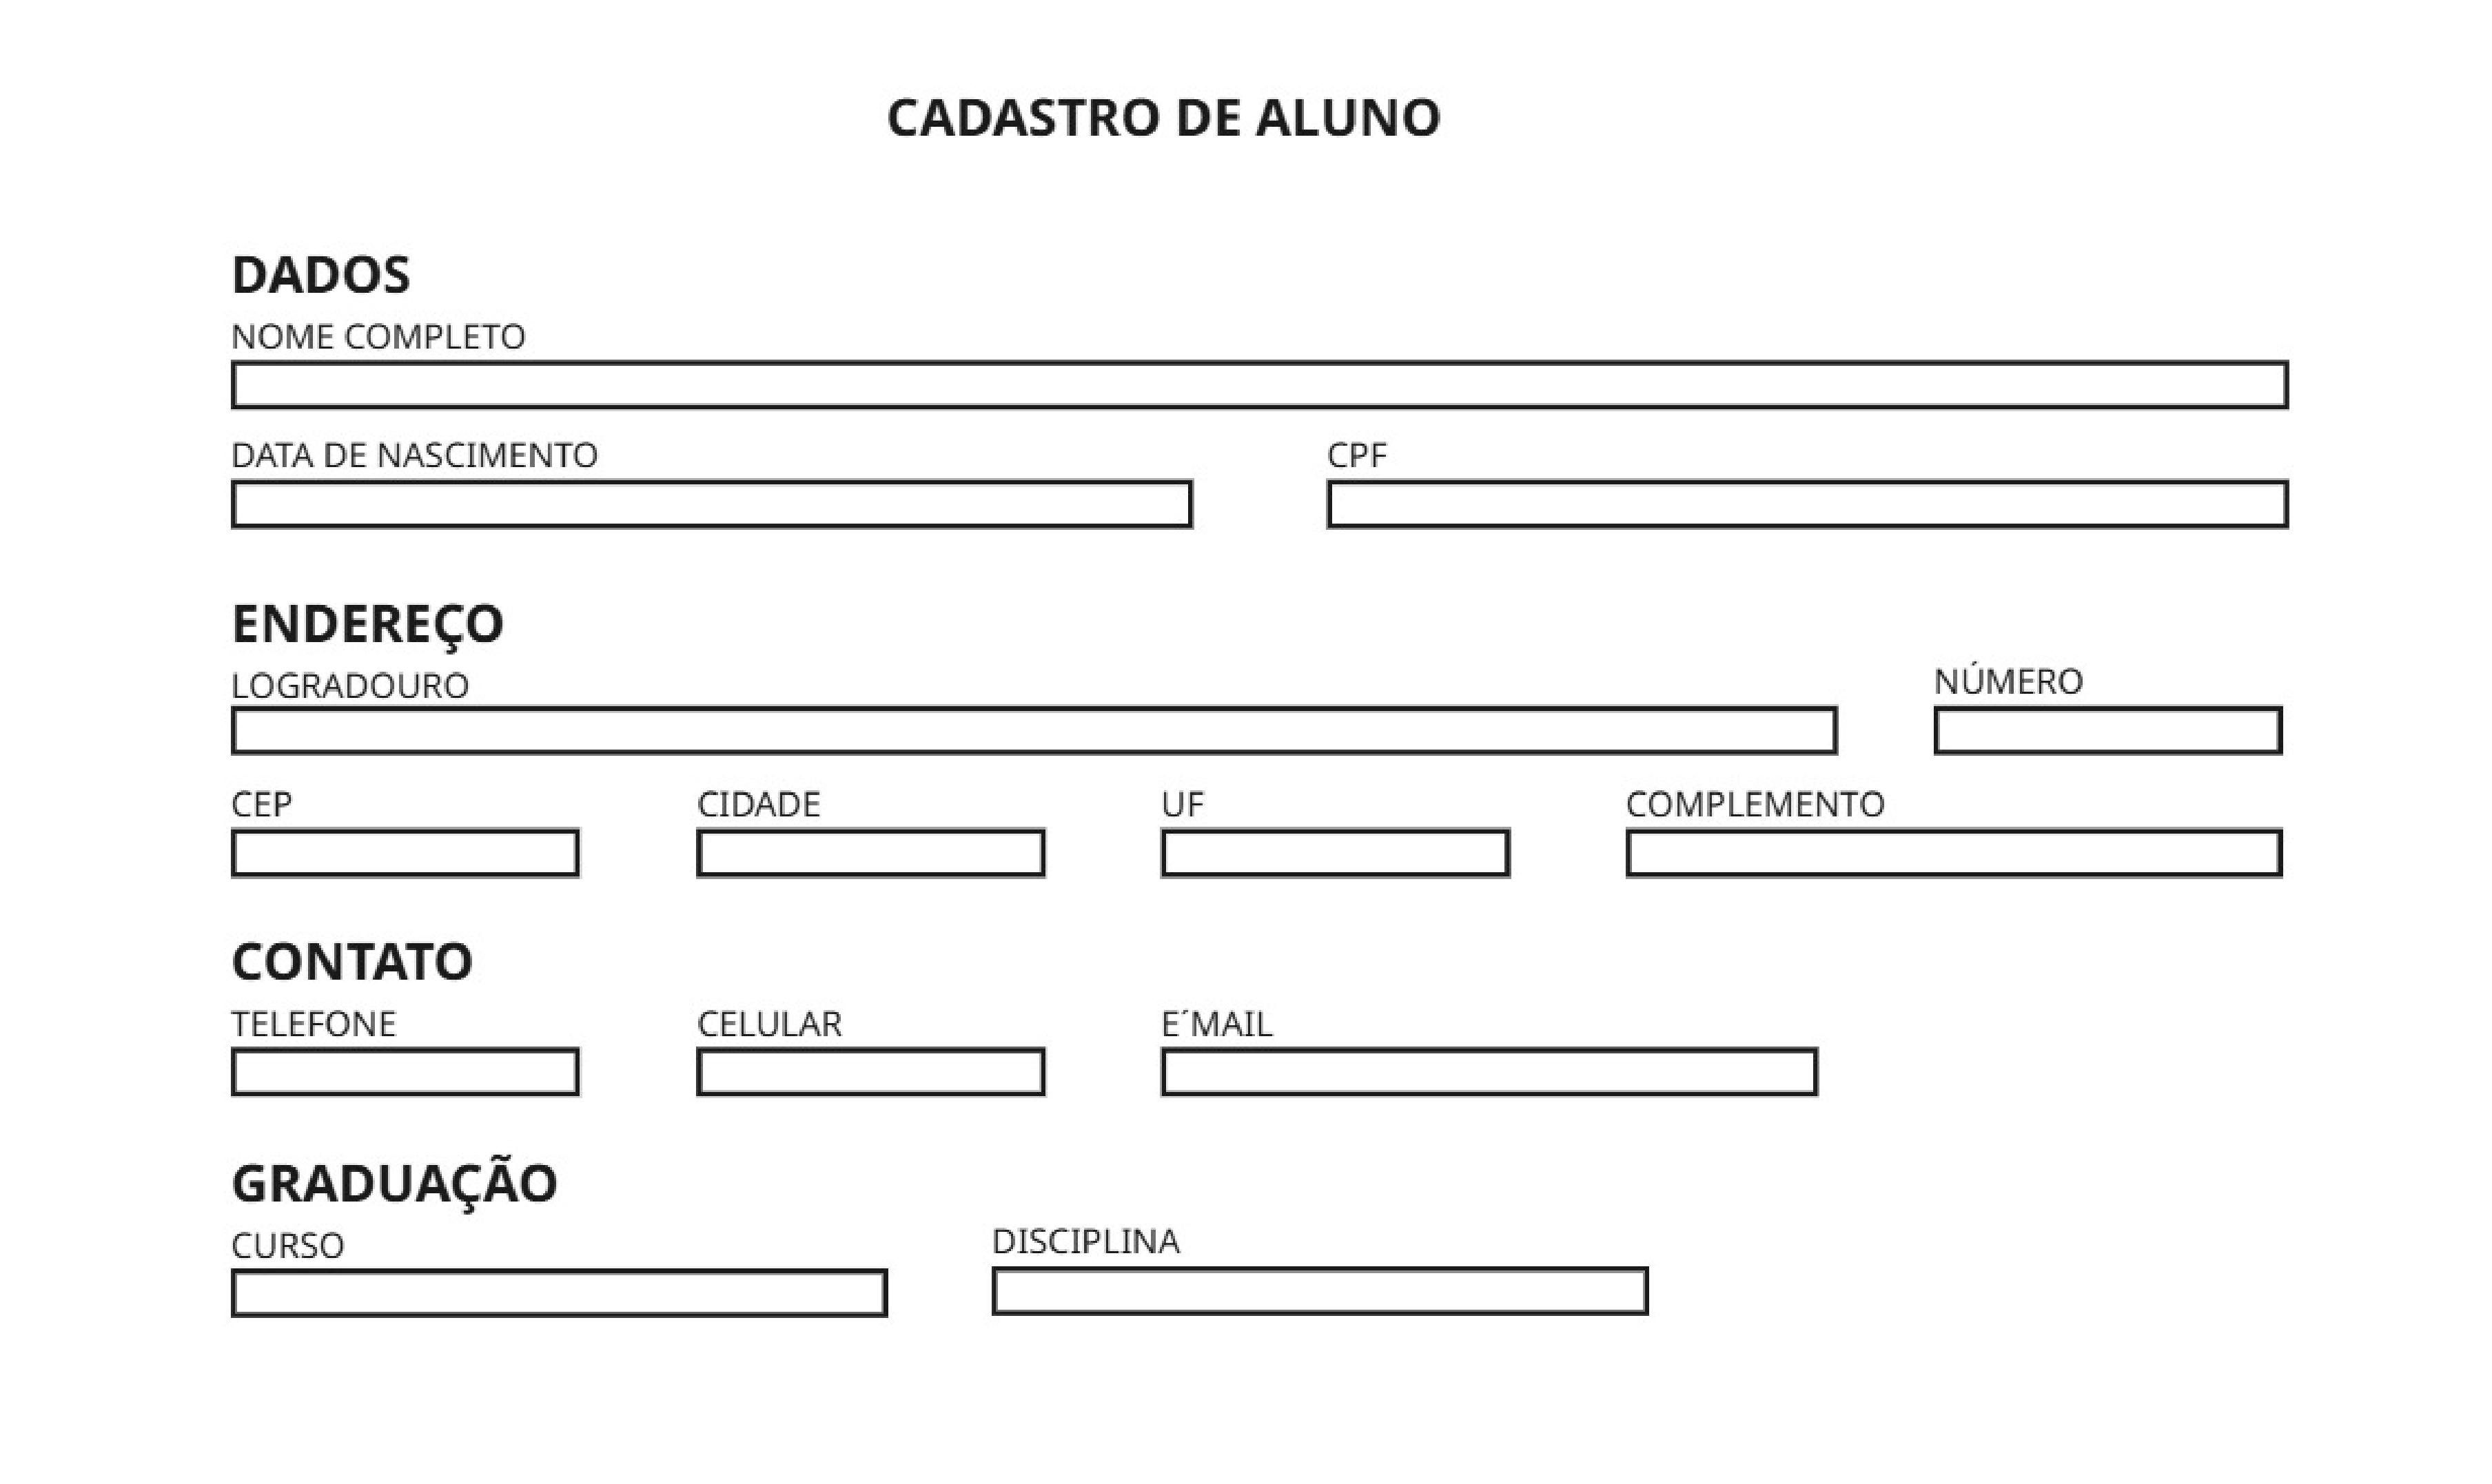 CADASTRO DE ALUNO
DADOS
NOME COMPLETO
DATA DE NASCIMENTO CPF
ENDEREÇO
LOGRADOURO NÚMERO
CEP CIDADE UF COMPLEMENTO
CONTATO
TELEFONE CELULAR E´MAIL
GRADUAÇÃO
CURSO DISCIPLINA